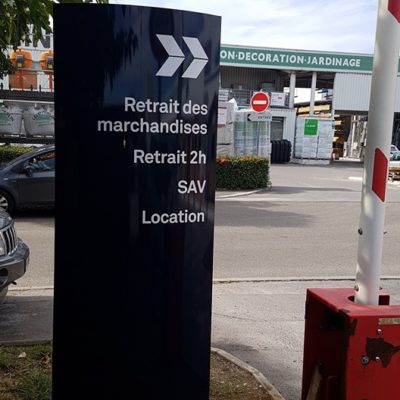 ON·DECORATION·JARDINAGE
Retrait des
marchandises
Retrait 2h
SAV
Location